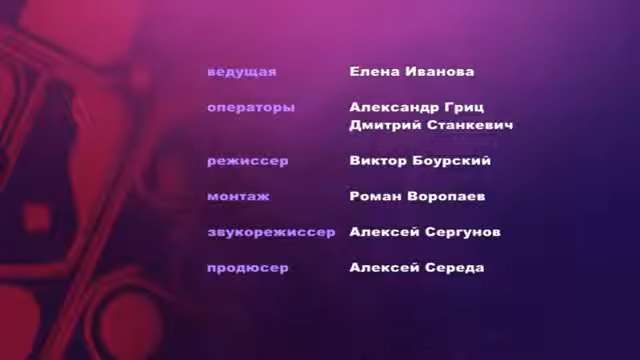 ведущая Елена Иванова
операторы Александр Гриц
Дмитрий Станкевич
режиссер Виктор Боурский
монтаж Роман Воропаев
звукорежиссер Алексей Сергунов
продюсер Алексей Середа